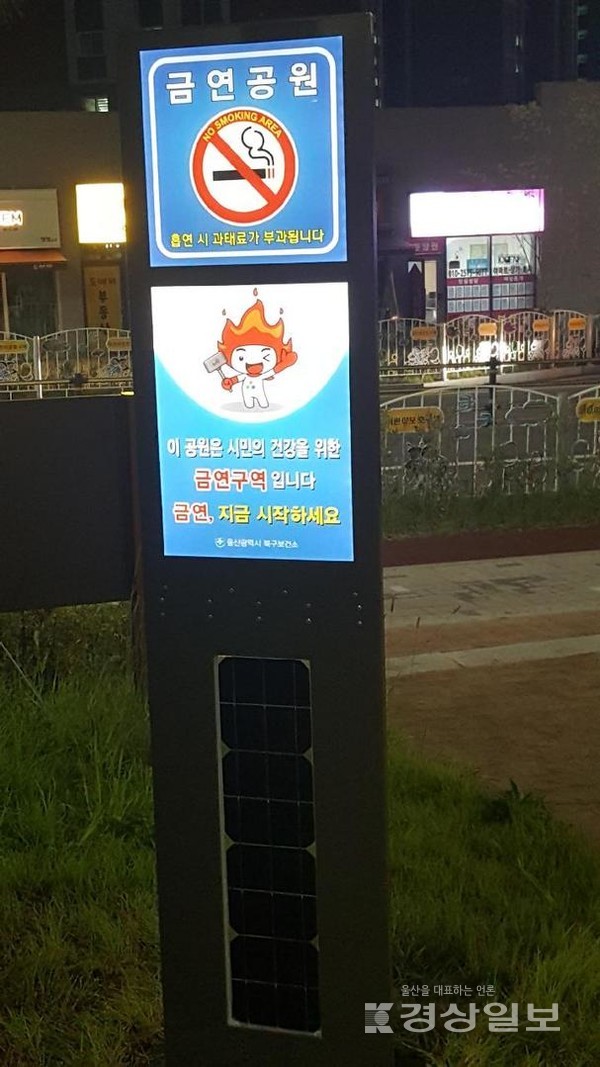 금연공원
NO SMOKING AREA
흡연 시 과태료가 부과됩니다
이 공원은 시민의 건강을 위한
금연구역 입니다
금연, 지금 시작하세요
울산광역시 북구보건소
울산을 대표하는 언론
경상일보